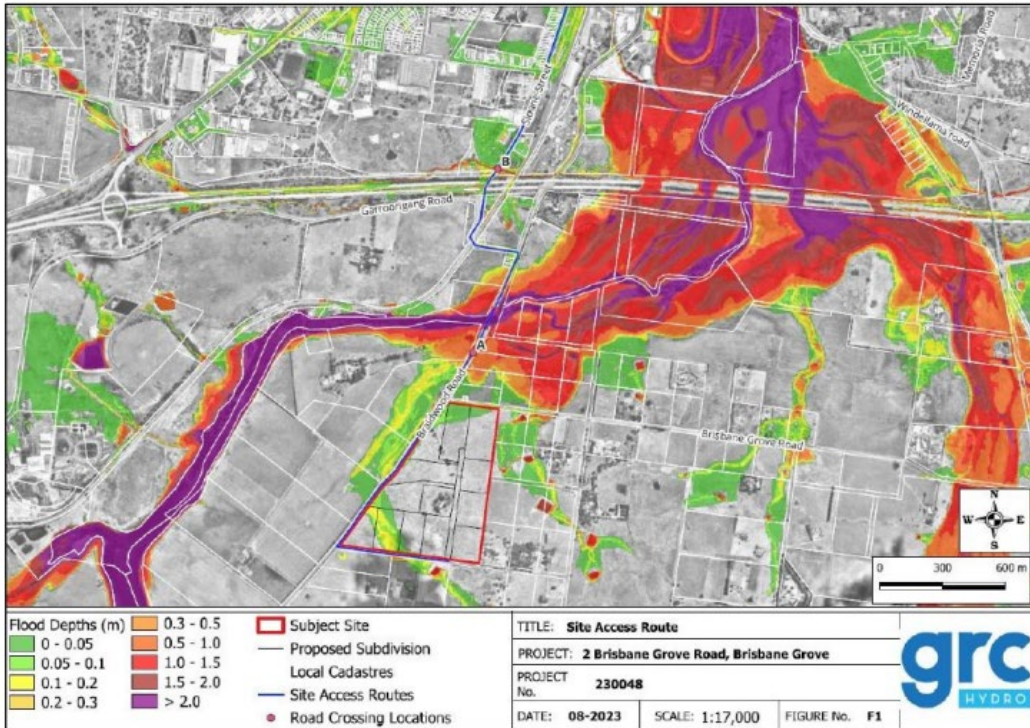 Sloane Street
Memorial Road
Windellama road
B
Garroorigang Road
A
Braidwood Road
Brisbane Grove Road
N
W E
S
0 300 600 m
Flood Depths (m)
0 - 0.05
0.05 - 0.1
0.1 - 0.2
0.2 - 0.3
0.3 - 0.5
0.5 - 1.0
1.0 - 1.5
1.5 - 2.0
> 2.0
Subject Site
Proposed Subdivision
Local Cadastres
Site Access Routes
Road Crossing Locations
TITLE: Site Access Route
PROJECT: 2 Brisbane Grove Road, Brisbane Grove
PROJECT No. 230048
DATE: 08-2023 SCALE: 1:17,000 FIGURE No. F1
grc
HYDRO